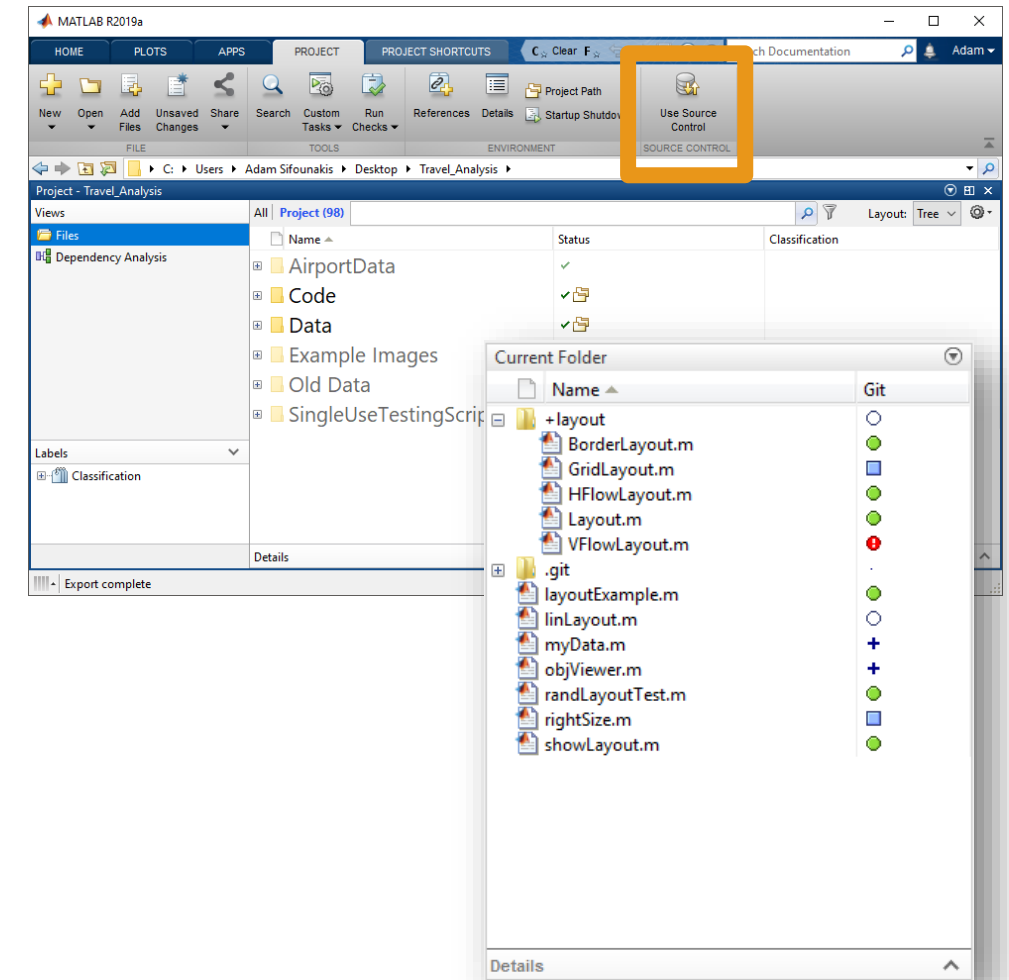 MATLAB R2019a
HOME PLOTS APPS PROJECT PROJECT SHORTCUTS Clear F Documentation Adam
New Open Add Files Unsaved Changes Share Search Custom Tasks Run Checks References Details Project Path Use Source Control
Startup
FILE TOOLS ENVIRONMENT SOURCE CONTROL
C: Users Adam Sifounakis Desktop Travel_Analysis
Project - Travel_Analysis
Views All Project (98) Layout: Tree
Files Name Status Classification
Dependency Analysis
AirportData
Code
Data
Example Images
Old Data
Labels
Classification
Details
Export complete
Current Folder
Name Git
+layout
BorderLayout.m
GridLayout.m
HFlowLayout.m
Layout.m
VFlowLayout.m
.git
layoutExample.m
linLayout.m
myData.m
objViewer.m
randLayoutTest.m
rightSize.m
showLayout.m
Details